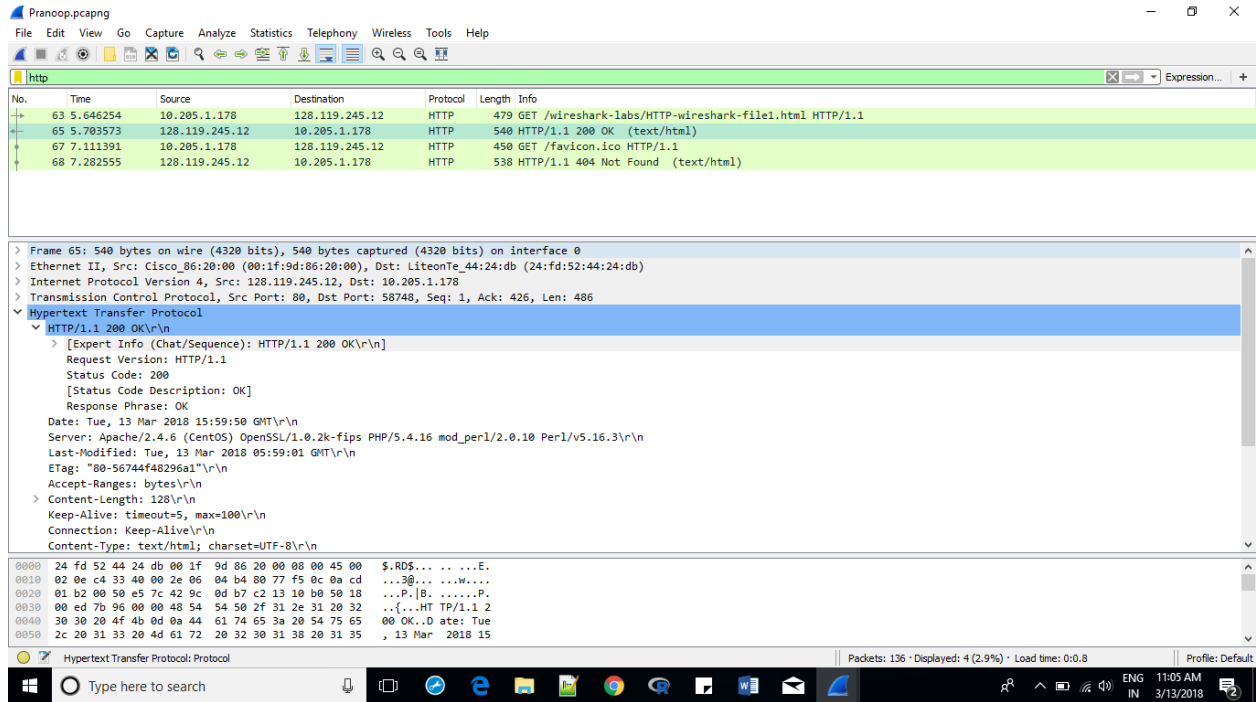 Pranoop.pcapng
File Edit View Go Capture Analyze Statistics Telephony Wireless Tools Help
http Expression... +
No. Time Source Destination Protocol Length Info
63 5.646254 10.205.1.178 128.119.245.12 HTTP 479 GET /wireshark-labs/HTTP-wireshark-file1.html HTTP/1.1
65 5.703573 128.119.245.12 10.205.1.178 HTTP 540 HTTP/1.1 200 OK (text/html)
67 7.111391 10.205.1.178 128.119.245.12 HTTP 450 GET /favicon.ico HTTP/1.1
68 7.282555 128.119.245.12 10.205.1.178 HTTP 538 HTTP/1.1 404 Not Found (text/html)
Frame 65: 540 bytes on wire (4320 bits), 540 bytes captured (4320 bits) on interface 0
Ethernet II, Src: Cisco_86:20:00 (00:1f:9d:86:20:00), Dst: LiteonTe_44:24:db (24:fd:52:44:24:db)
Internet Protocol Version 4, Src: 128.119.245.12, Dst: 10.205.1.178
Transmission Control Protocol, Src Port: 80, Dst Port: 58748, Seq: 1, Ack: 426, Len: 486
Hypertext Transfer Protocol
HTTP/1.1 200 OK\r\n
[Expert Info (Chat/Sequence): HTTP/1.1 200 OK\r\n]
Request Version: HTTP/1.1
Status Code: 200
[Status Code Description: OK]
Response Phrase: OK
Date: Tue, 13 Mar 2018 15:59:50 GMT\r\n
Server: Apache/2.4.6 (CentOS) OpenSSL/1.0.2k-fips PHP/5.4.16 mod_perl/2.0.10 Perl/v5.16.3\r\n
Last-Modified: Tue, 13 Mar 2018 05:59:01 GMT\r\n
ETag: "80-56744f48296a1"\r\n
Accept-Ranges: bytes\r\n
Content-Length: 128\r\n
Keep-Alive: timeout=5, max=100\r\n
Connection: Keep-Alive\r\n
Content-Type: text/html; charset=UTF-8\r\n
0000 24 fd 52 44 24 db 00 1f 9d 86 20 00 08 00 45 00 $.RD$... .. ...E.
0010 02 0e c4 33 40 00 2e 06 04 b4 80 77 f5 0c 0a cd ...3@... ...w....
0020 01 b2 00 50 e5 7c 42 9c 0d b7 c2 13 10 b0 50 18 ...P.|B. ......P.
0030 00 ed 7b 96 00 00 48 54 54 50 2f 31 2e 31 20 32 ..{...HT TP/1.1 2
0040 30 30 20 4f 4b 0d 0a 44 61 74 65 3a 20 54 75 65 00 OK..D ate: Tue
0050 2c 20 31 33 20 4d 61 72 20 32 30 31 38 20 31 35 , 13 Mar 2018 15
Hypertext Transfer Protocol: Protocol Packets: 136 · Displayed: 4 (2.9%) · Load time: 0:0.8 Profile: Default
Type here to search ENG 11:05 AM
IN 3/13/2018 2